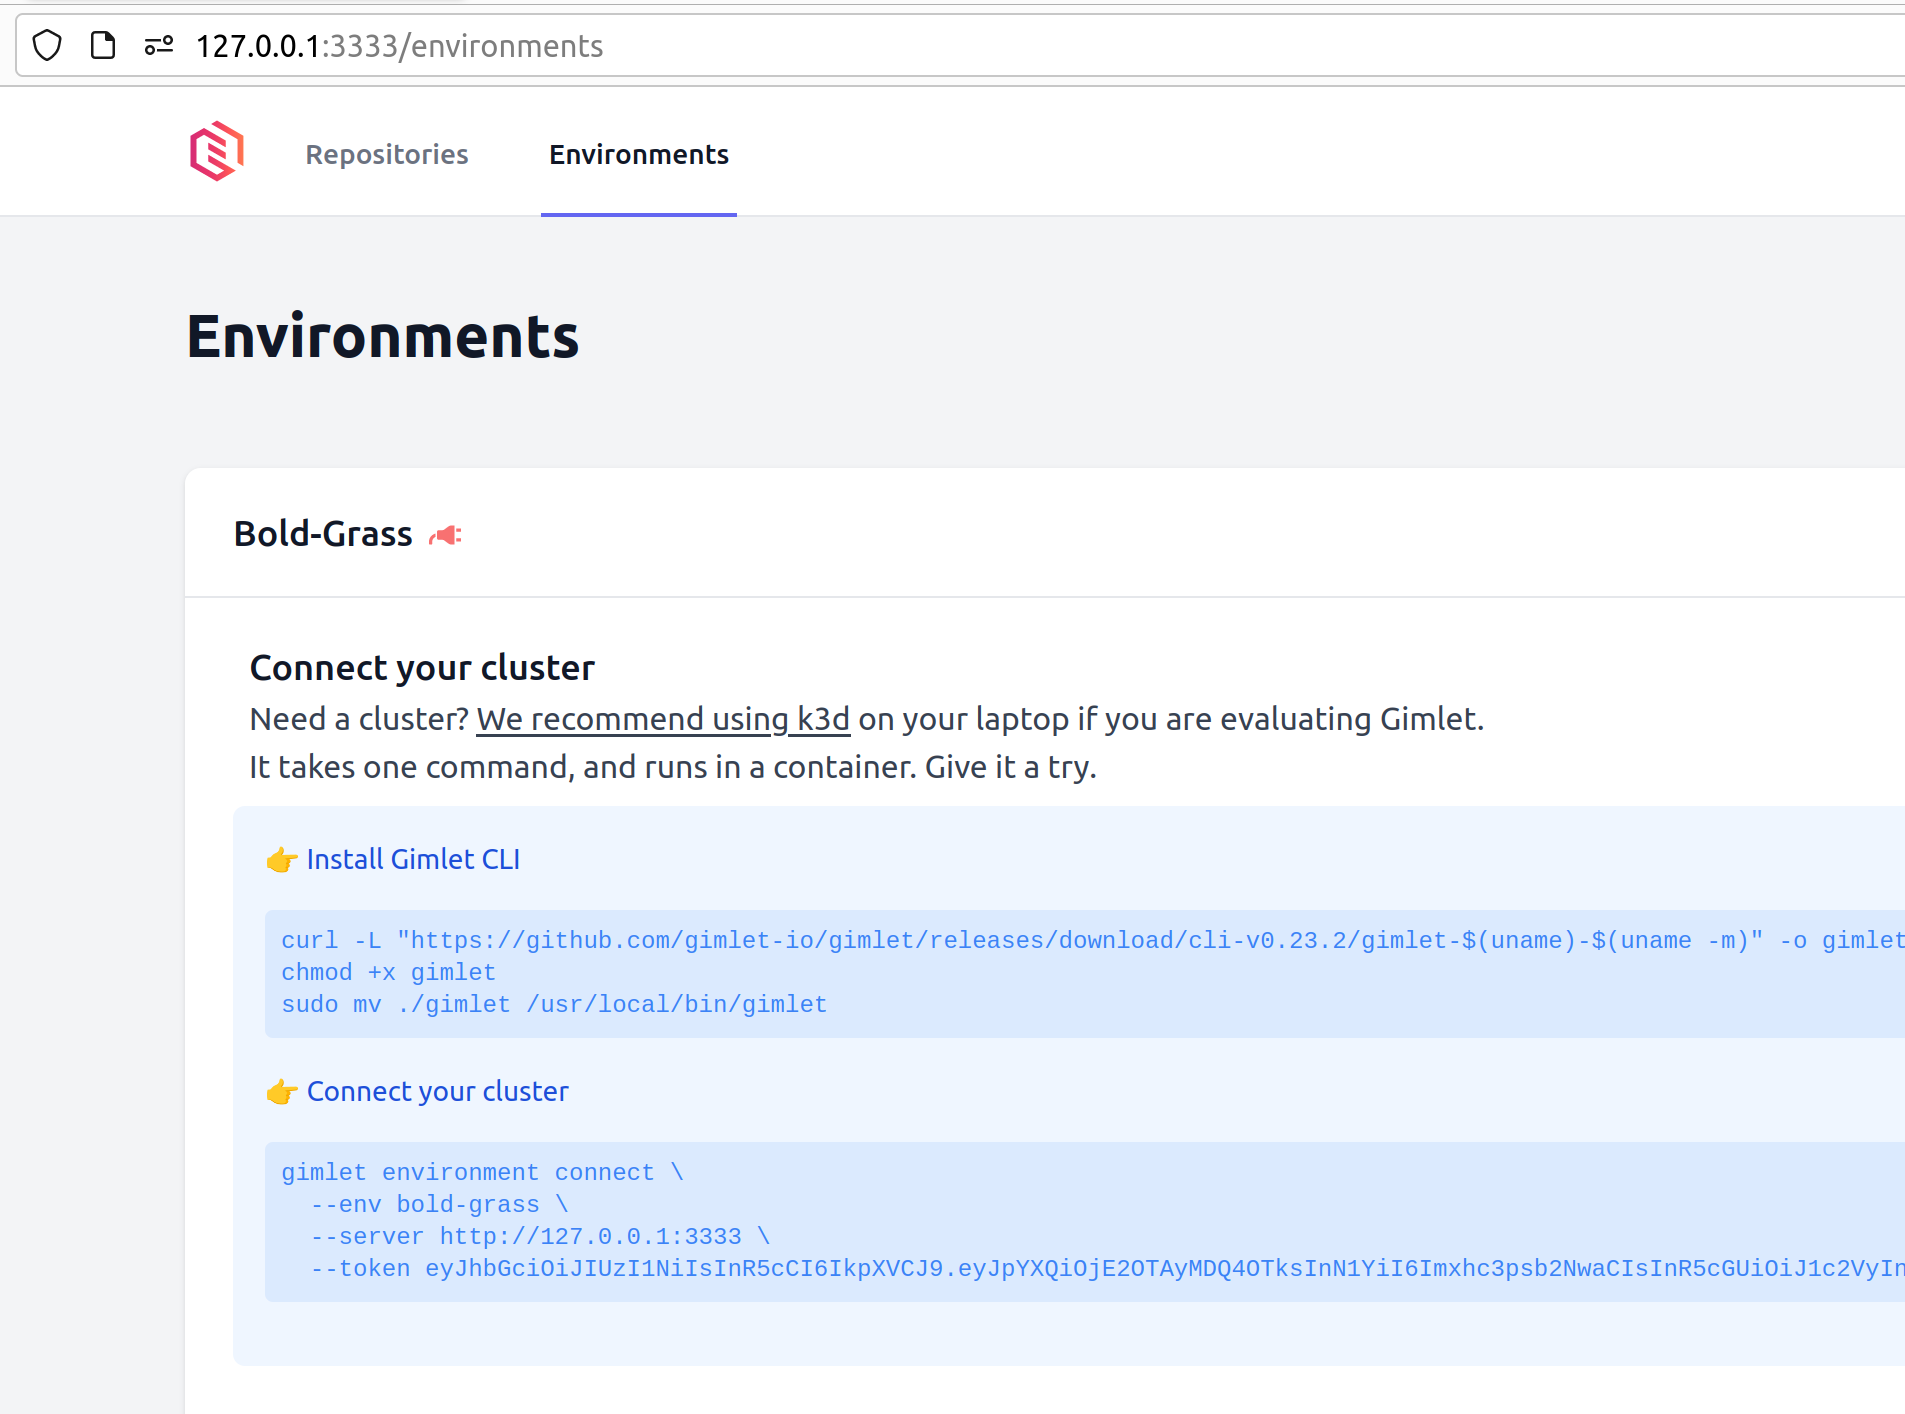 127.0.0.1:3333/environments
Repositories Environments
Environments
Bold-Grass
Connect your cluster
Need a cluster? We recommend using k3d on your laptop if you are evaluating Gimlet.
It takes one command, and runs in a container. Give it a try.
👉 Install Gimlet CLI
curl -L "https://github.com/gimlet-io/gimlet/releases/download/cli-v0.23.2/gimlet-$(uname)-$(uname -m)" -o gimlet
chmod +x gimlet
sudo mv ./gimlet /usr/local/bin/gimlet
👉 Connect your cluster
gimlet environment connect \
--env bold-grass \
--server http://127.0.0.1:3333 \
--token eyJhbGciOiJIUzI1NiIsInR5cCI6IkpXVCJ9.eyJpYXQiOjE2OTAyMDQ4OTksInN1YiI6Imxhc3psb2NwaCIsInR5cGUiOiJ1c2VyIn